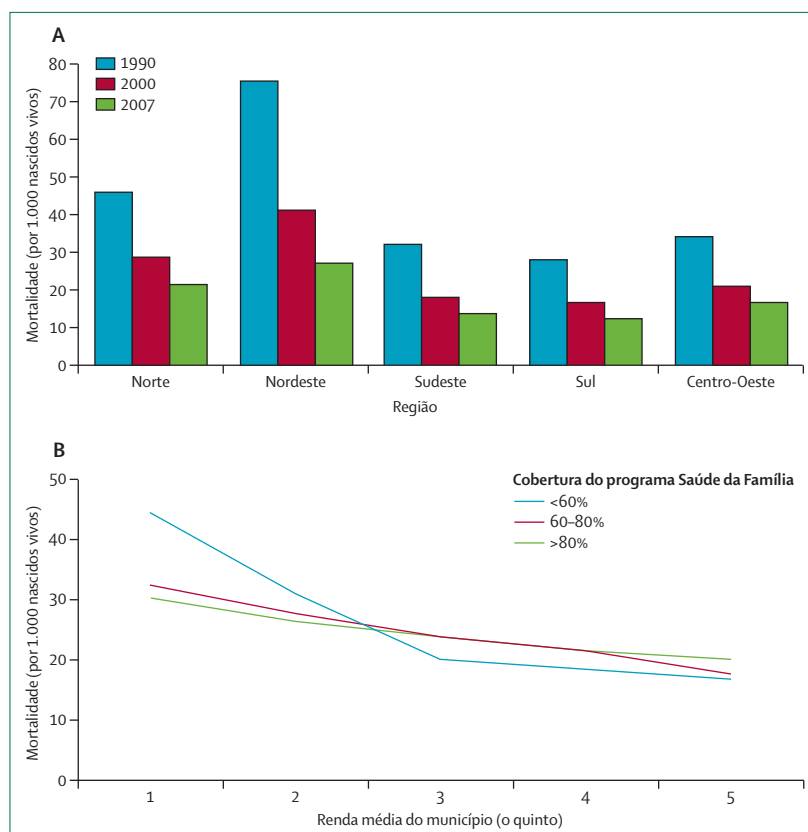 A
80
70
60
50
40
30
20
10
0
Mortalidade (por 1.000 nascidos vivos)
1990
2000
2007
Norte
Nordeste
Sudeste
Sul
Centro-Oeste
Região
B
50
40
30
20
10
0
Mortalidade (por 1.000 nascidos vivos)
Cobertura do programa Saúde da Família
<60%
60–80%
>80%
1
2
3
4
5
Renda média do município (o quinto)